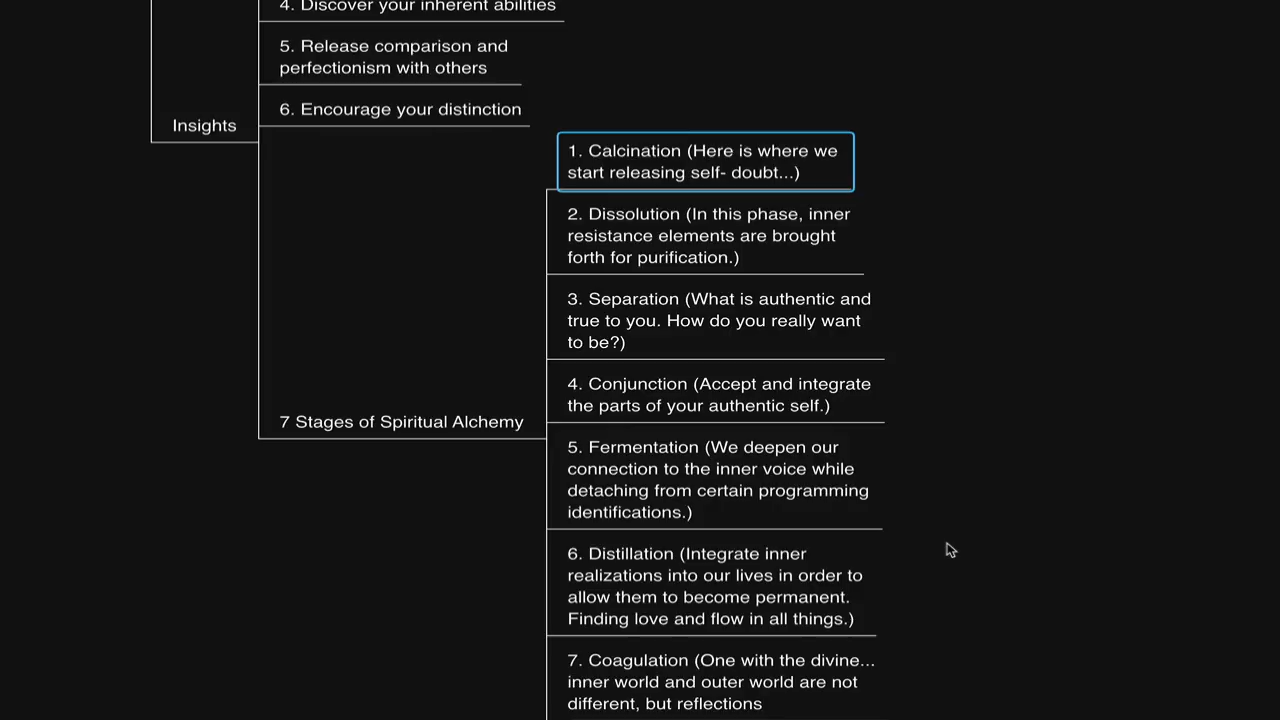 4. Discover your inherent abilities
5. Release comparison and
perfectionism with others
6. Encourage your distinction
Insights
1. Calcination (Here is where we
start releasing self- doubt...)
2. Dissolution (In this phase, inner
resistance elements are brought
forth for purification.)
3. Separation (What is authentic and
true to you. How do you really want
to be?)
4. Conjunction (Accept and integrate
the parts of your authentic self.)
7 Stages of Spiritual Alchemy
5. Fermentation (We deepen our
connection to the inner voice while
detaching from certain programming
identifications.)
6. Distillation (Integrate inner
realizations into our lives in order to
allow them to become permanent.
Finding love and flow in all things.)
7. Coagulation (One with the divine...
inner world and outer world are not
different, but reflections